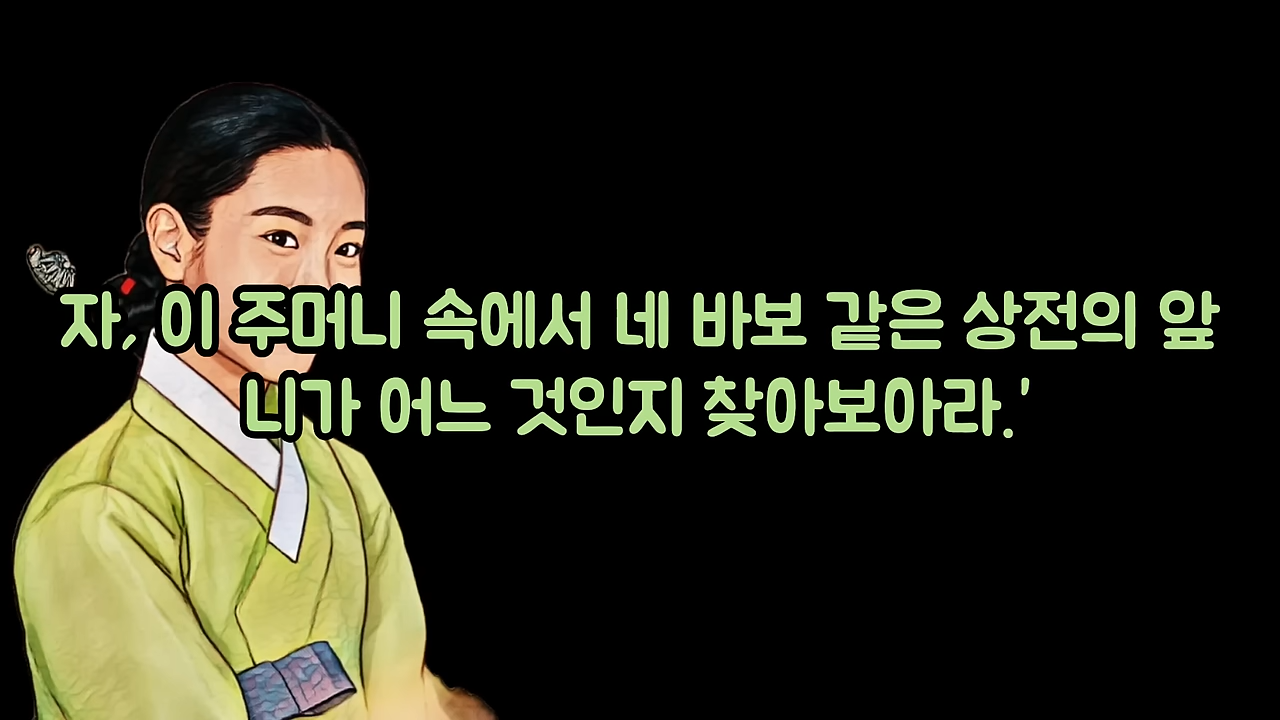 자, 이 주머니 속에서 네 바보 같은 상전의 앞
니가 어느 것인지 찾아보아라.'